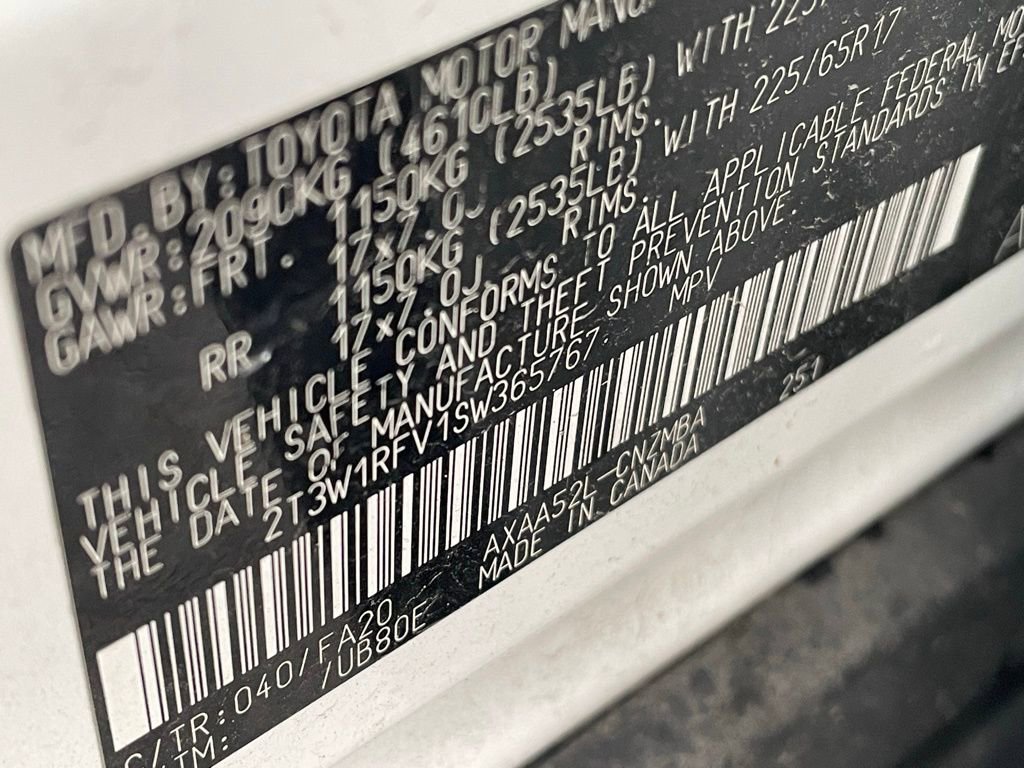 MFD. BY: TOYOTA MOTOR MANU
GVWR: 2090KG (4610LB)
GAWR: FRT. 1150KG (2535LB) WITH 225
17×7.0J RIMS.
RR. 1150KG (2535LB) WITH 225/65R17
17×7.0J RIMS.
THIS VEHICLE CONFORMS TO ALL APPLICABLE FEDERAL MO
VEHICLE SAFETY AND THEFT PREVENTION STANDARDS IN EF
THE DATE OF MANUFACTURE SHOWN ABOVE.
2T3W1RFV1SW365767 MPV
C/TR: 040/FA20 AXAA52L-CNZMBA 251
/TM: /UB80E MADE IN CANADA